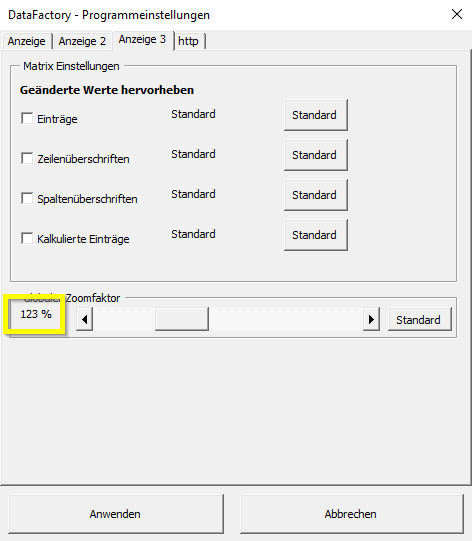 DataFactory - Programmeinstellungen
Anzeige Anzeige 2 Anzeige 3 http
Matrix Einstellungen
Geänderte Werte hervorheben
Einträge Standard Standard
Zeilenüberschriften Standard Standard
Spaltenüberschriften Standard Standard
Kalkulierte Einträge Standard Standard
Globaler Zoomfaktor
123 % Standard
Anwenden Abbrechen